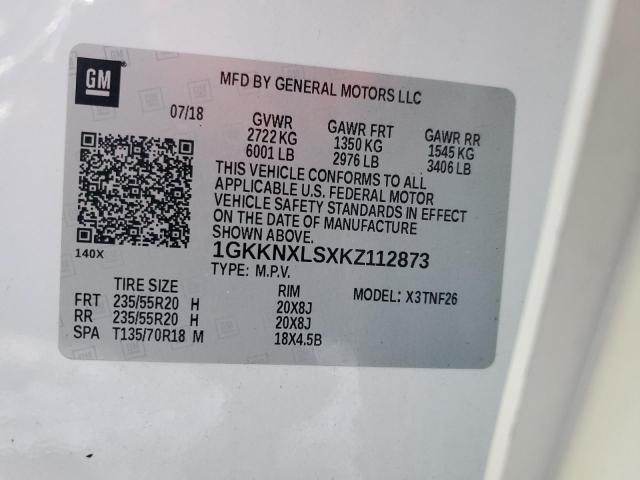 GM
MFD BY GENERAL MOTORS LLC
07/18
GVWR GAWR FRT GAWR RR
2722 KG 1350 KG 1545 KG
6001 LB 2976 LB 3406 LB
THIS VEHICLE CONFORMS TO ALL
APPLICABLE U.S. FEDERAL MOTOR
VEHICLE SAFETY STANDARDS IN EFFECT
ON THE DATE OF MANUFACTURE
SHOWN ABOVE.
140X
1GKKNXLSXKZ112873
TYPE: M.P.V.
TIRE SIZE RIM MODEL: X3TNF26
FRT 235/55R20 H 20X8J
RR 235/55R20 H 20X8J
SPA T135/70R18 M 18X4.5B